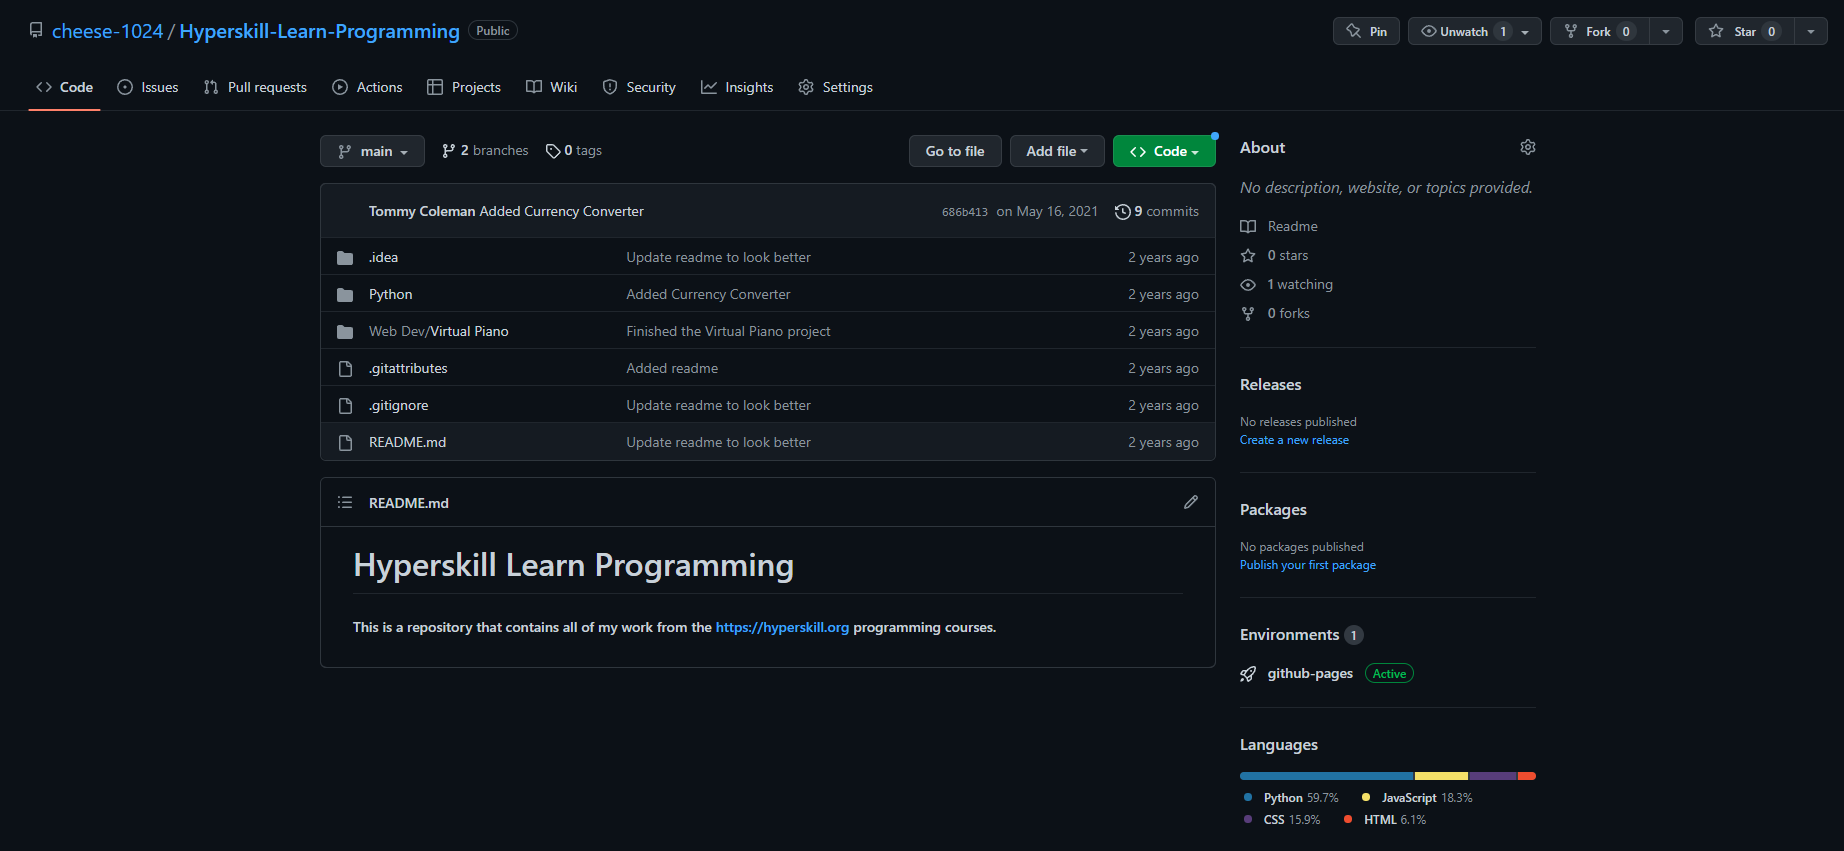 cheese-1024 / Hyperskill-Learn-Programming Public
Pin Unwatch 1 Fork 0 Star 0
Code Issues Pull requests Actions Projects Wiki Security Insights Settings
main 2 branches 0 tags Go to file Add file Code
Tommy Coleman Added Currency Converter 686b413 on May 16, 2021 9 commits
.idea Update readme to look better 2 years ago
Python Added Currency Converter 2 years ago
Web Dev/Virtual Piano Finished the Virtual Piano project 2 years ago
.gitattributes Added readme 2 years ago
.gitignore Update readme to look better 2 years ago
README.md Update readme to look better 2 years ago
README.md
Hyperskill Learn Programming
This is a repository that contains all of my work from the https://hyperskill.org programming courses.
About
No description, website, or topics provided.
Readme
0 stars
1 watching
0 forks
Releases
No releases published
Create a new release
Packages
No packages published
Publish your first package
Environments 1
github-pages Active
Languages
Python 59.7% JavaScript 18.3%
CSS 15.9% HTML 6.1%